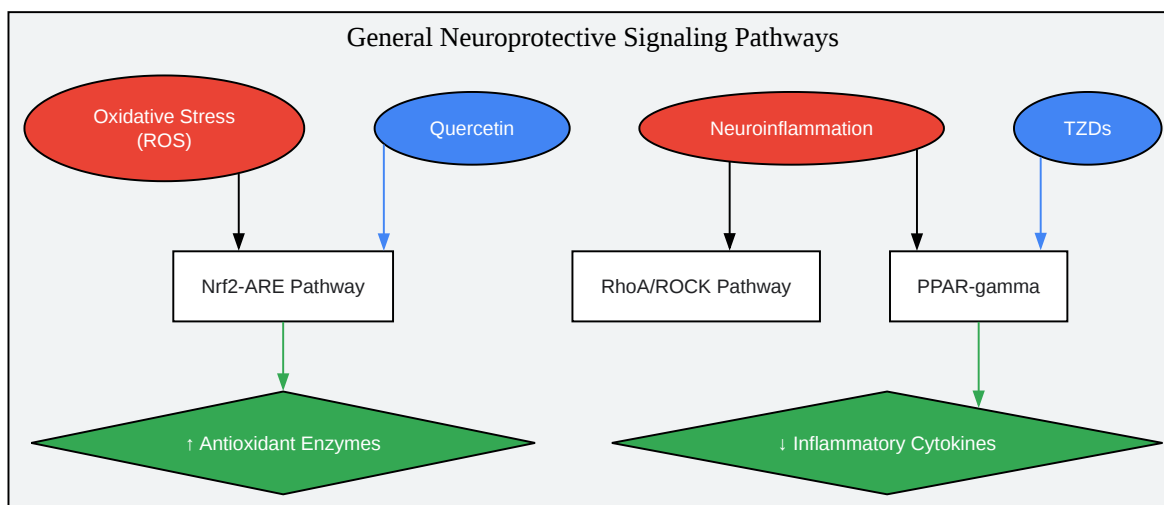 General Neuroprotective Signaling Pathways
Oxidative Stress
(ROS)
Quercetin
Neuroinflammation
TZDs
Nrf2-ARE Pathway
RhoA/ROCK Pathway
PPAR-gamma
↑ Antioxidant Enzymes
↓ Inflammatory Cytokines